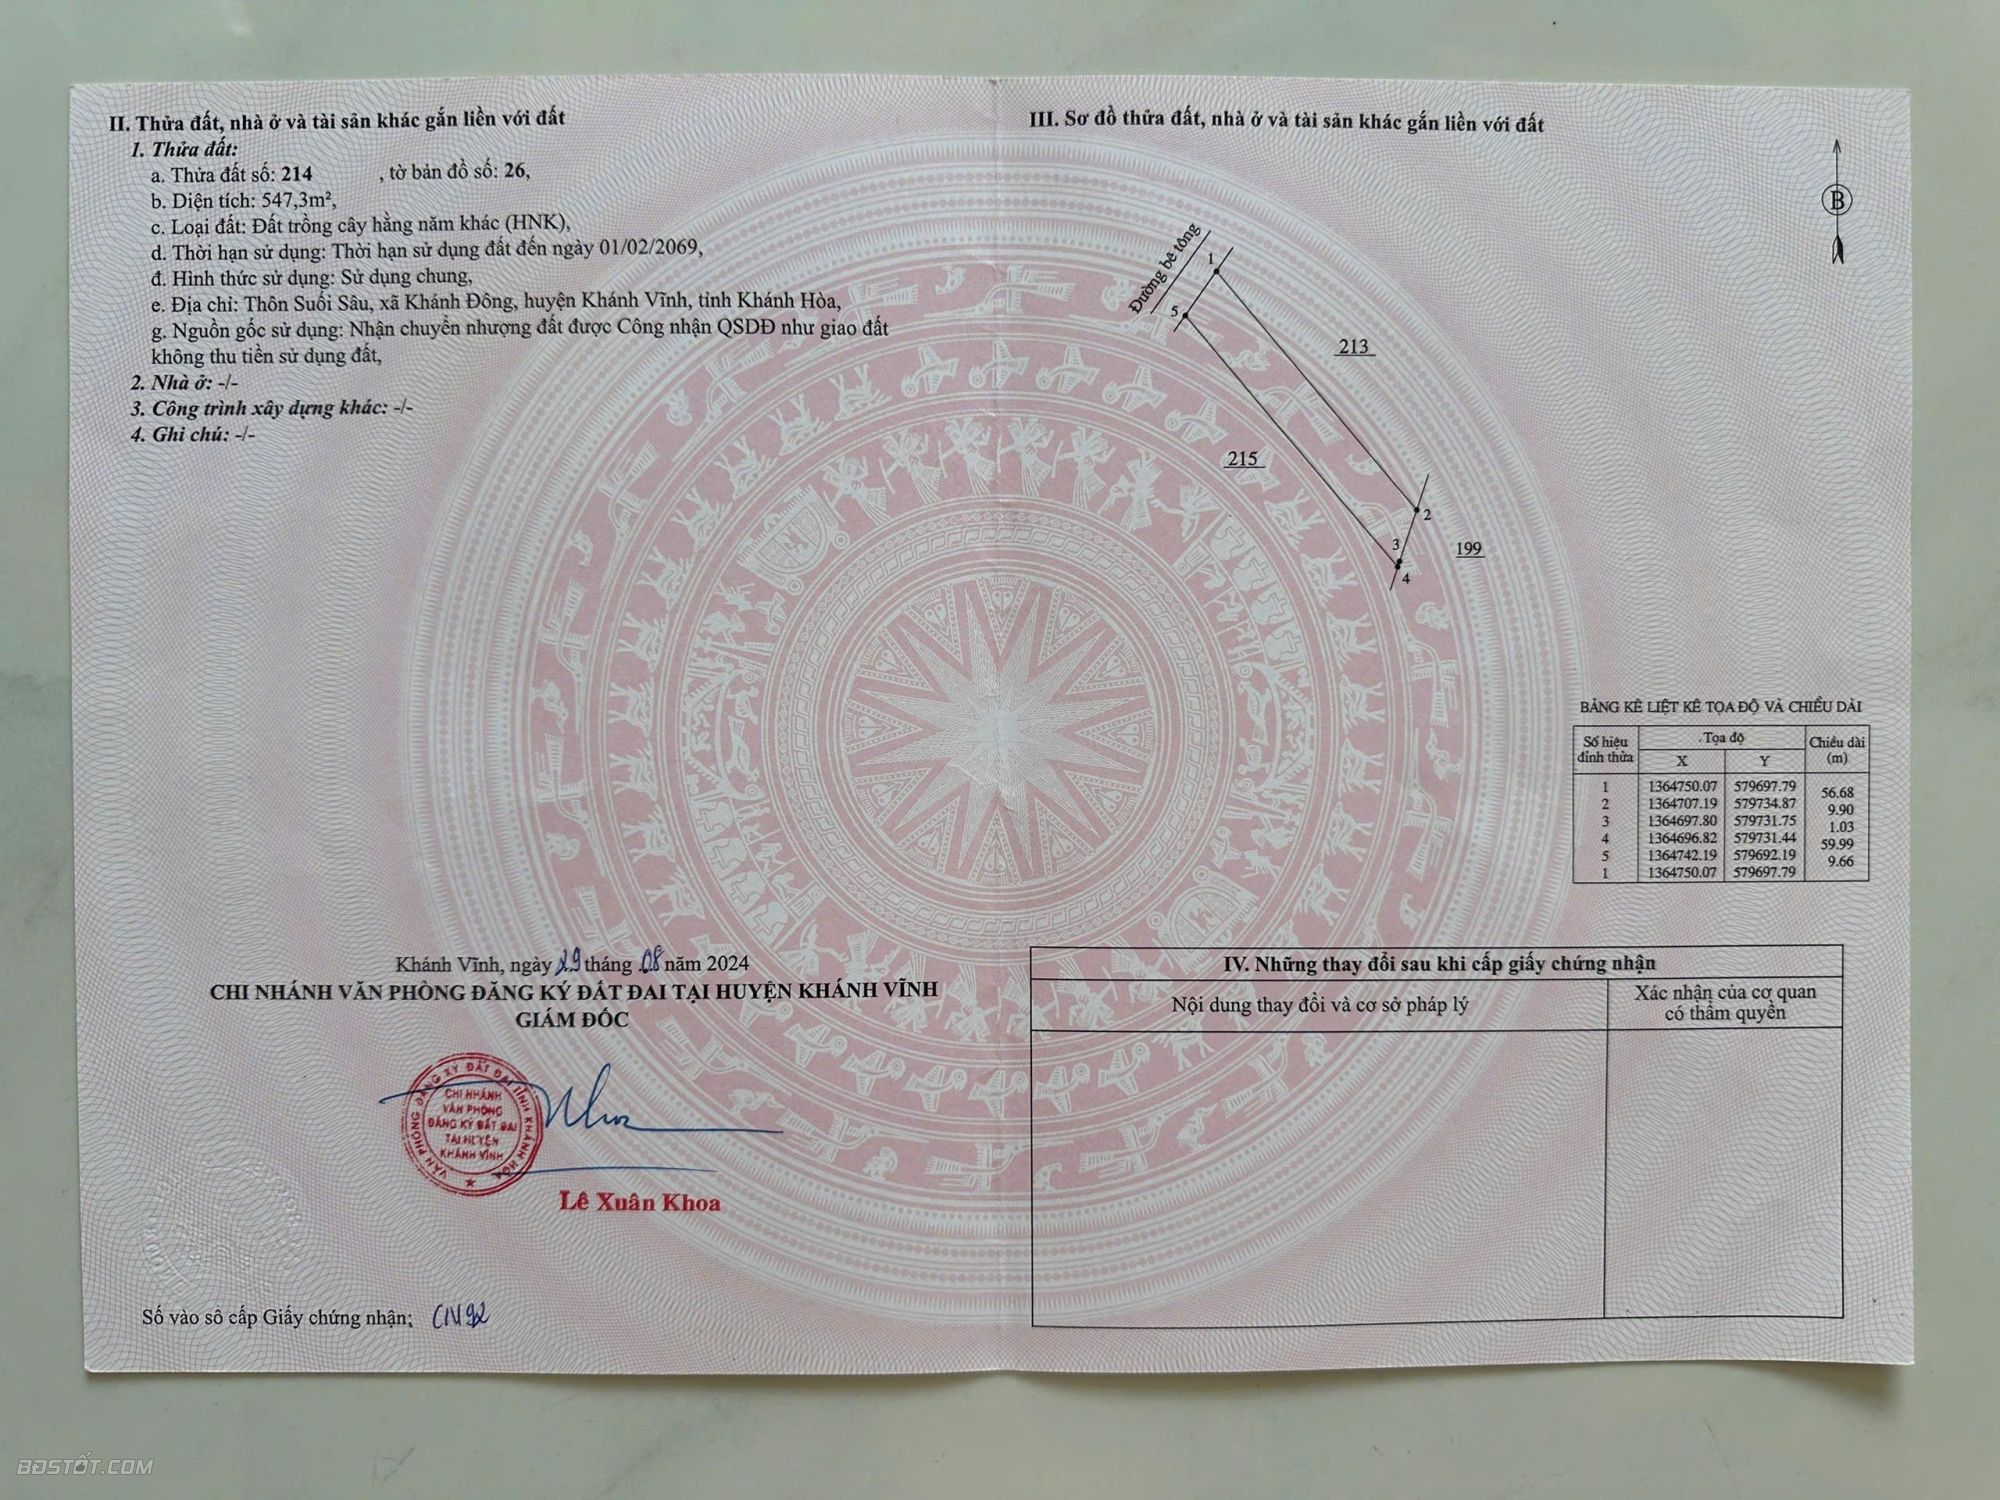 II. Thửa đất, nhà ở và tài sản khác gắn liền với đất
1. Thửa đất:
a. Thửa đất số: 214 , tờ bản đồ số: 26,
b. Diện tích: 547,3m²,
c. Loại đất: Đất trồng cây hằng năm khác (HNK),
d. Thời hạn sử dụng: Thời hạn sử dụng đất đến ngày 01/02/2069,
đ. Hình thức sử dụng: Sử dụng chung,
e. Địa chỉ: Thôn Suối Sâu, xã Khánh Đông, huyện Khánh Vĩnh, tỉnh Khánh Hòa,
g. Nguồn gốc sử dụng: Nhận chuyển nhượng đất được Công nhận QSDĐ như giao đất
không thu tiền sử dụng đất,
2. Nhà ở: -/-
3. Công trình xây dựng khác: -/-
4. Ghi chú: -/-
Khánh Vĩnh, ngày 29 tháng 08 năm 2024
CHI NHÁNH VĂN PHÒNG ĐĂNG KÝ ĐẤT ĐAI TẠI HUYỆN KHÁNH VĨNH
GIÁM ĐỐC
VĂN PHÒNG ĐĂNG KÝ ĐẤT ĐAI TỈNH KHÁNH HÒA
CHI NHÁNH
VĂN PHÒNG
ĐĂNG KÝ ĐẤT ĐAI
TẠI HUYỆN
KHÁNH VĨNH
Lê Xuân Khoa
Số vào sổ cấp Giấy chứng nhận: CN92
III. Sơ đồ thửa đất, nhà ở và tài sản khác gắn liền với đất
B
Đường bê tông
1
5
213
215
2
3
199
4
BẢNG KÊ LIỆT KÊ TỌA ĐỘ VÀ CHIỀU DÀI
Số hiệu đỉnh thửa Tọa độ Chiều dài (m)
X Y
1 1364750.07 579697.79
56.68
2 1364707.19 579734.87
9.90
3 1364697.80 579731.75
1.03
4 1364696.82 579731.44
59.99
5 1364742.19 579692.19
9.66
1 1364750.07 579697.79
IV. Những thay đổi sau khi cấp giấy chứng nhận
Nội dung thay đổi và cơ sở pháp lý
Xác nhận của cơ quan
có thẩm quyền
BĐSTỐT.COM